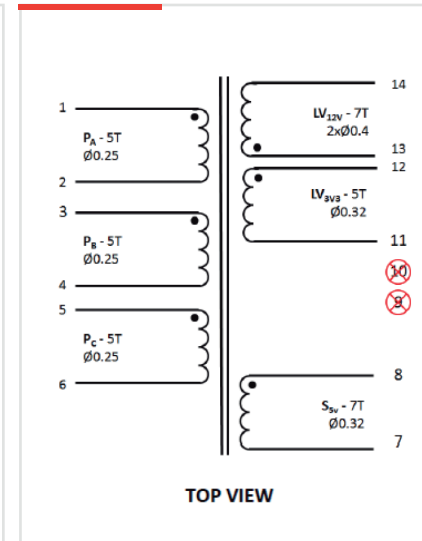 14
1
LV12V - 7T
2xØ0.4
PA - 5T
Ø0.25
13
12
2
LV3V3 - 5T
Ø0.32
3
11
PB - 5T
Ø0.25
10
4
9
5
PC - 5T
Ø0.25
8
6
S5v - 7T
Ø0.32
7
TOP VIEW